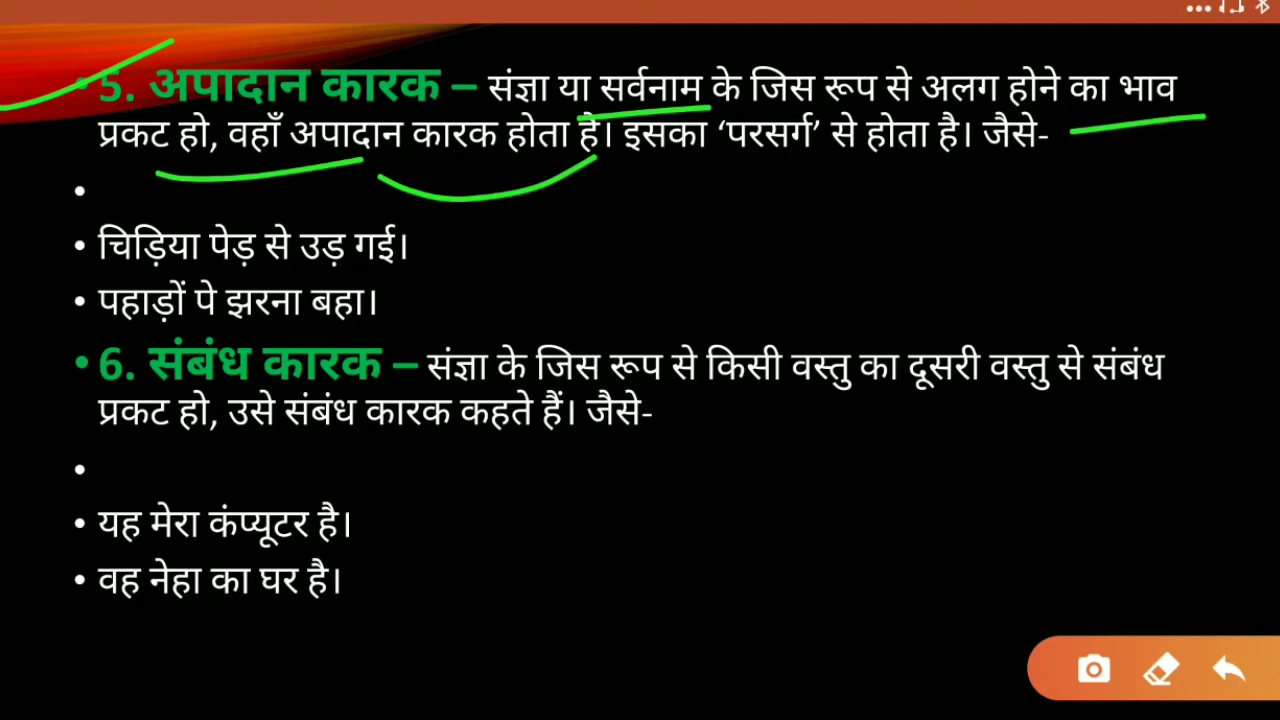 • 5. अपादान कारक – संज्ञा या सर्वनाम के जिस रूप से अलग होने का भाव
प्रकट हो, वहाँ अपादान कारक होता है। इसका ‘परसर्ग’ से होता है। जैसे-
•
• चिड़िया पेड़ से उड़ गई।
• पहाड़ों पे झरना बहा।
• 6. संबंध कारक – संज्ञा के जिस रूप से किसी वस्तु का दूसरी वस्तु से संबंध
प्रकट हो, उसे संबंध कारक कहते हैं। जैसे-
•
• यह मेरा कंप्यूटर है।
• वह नेहा का घर है।